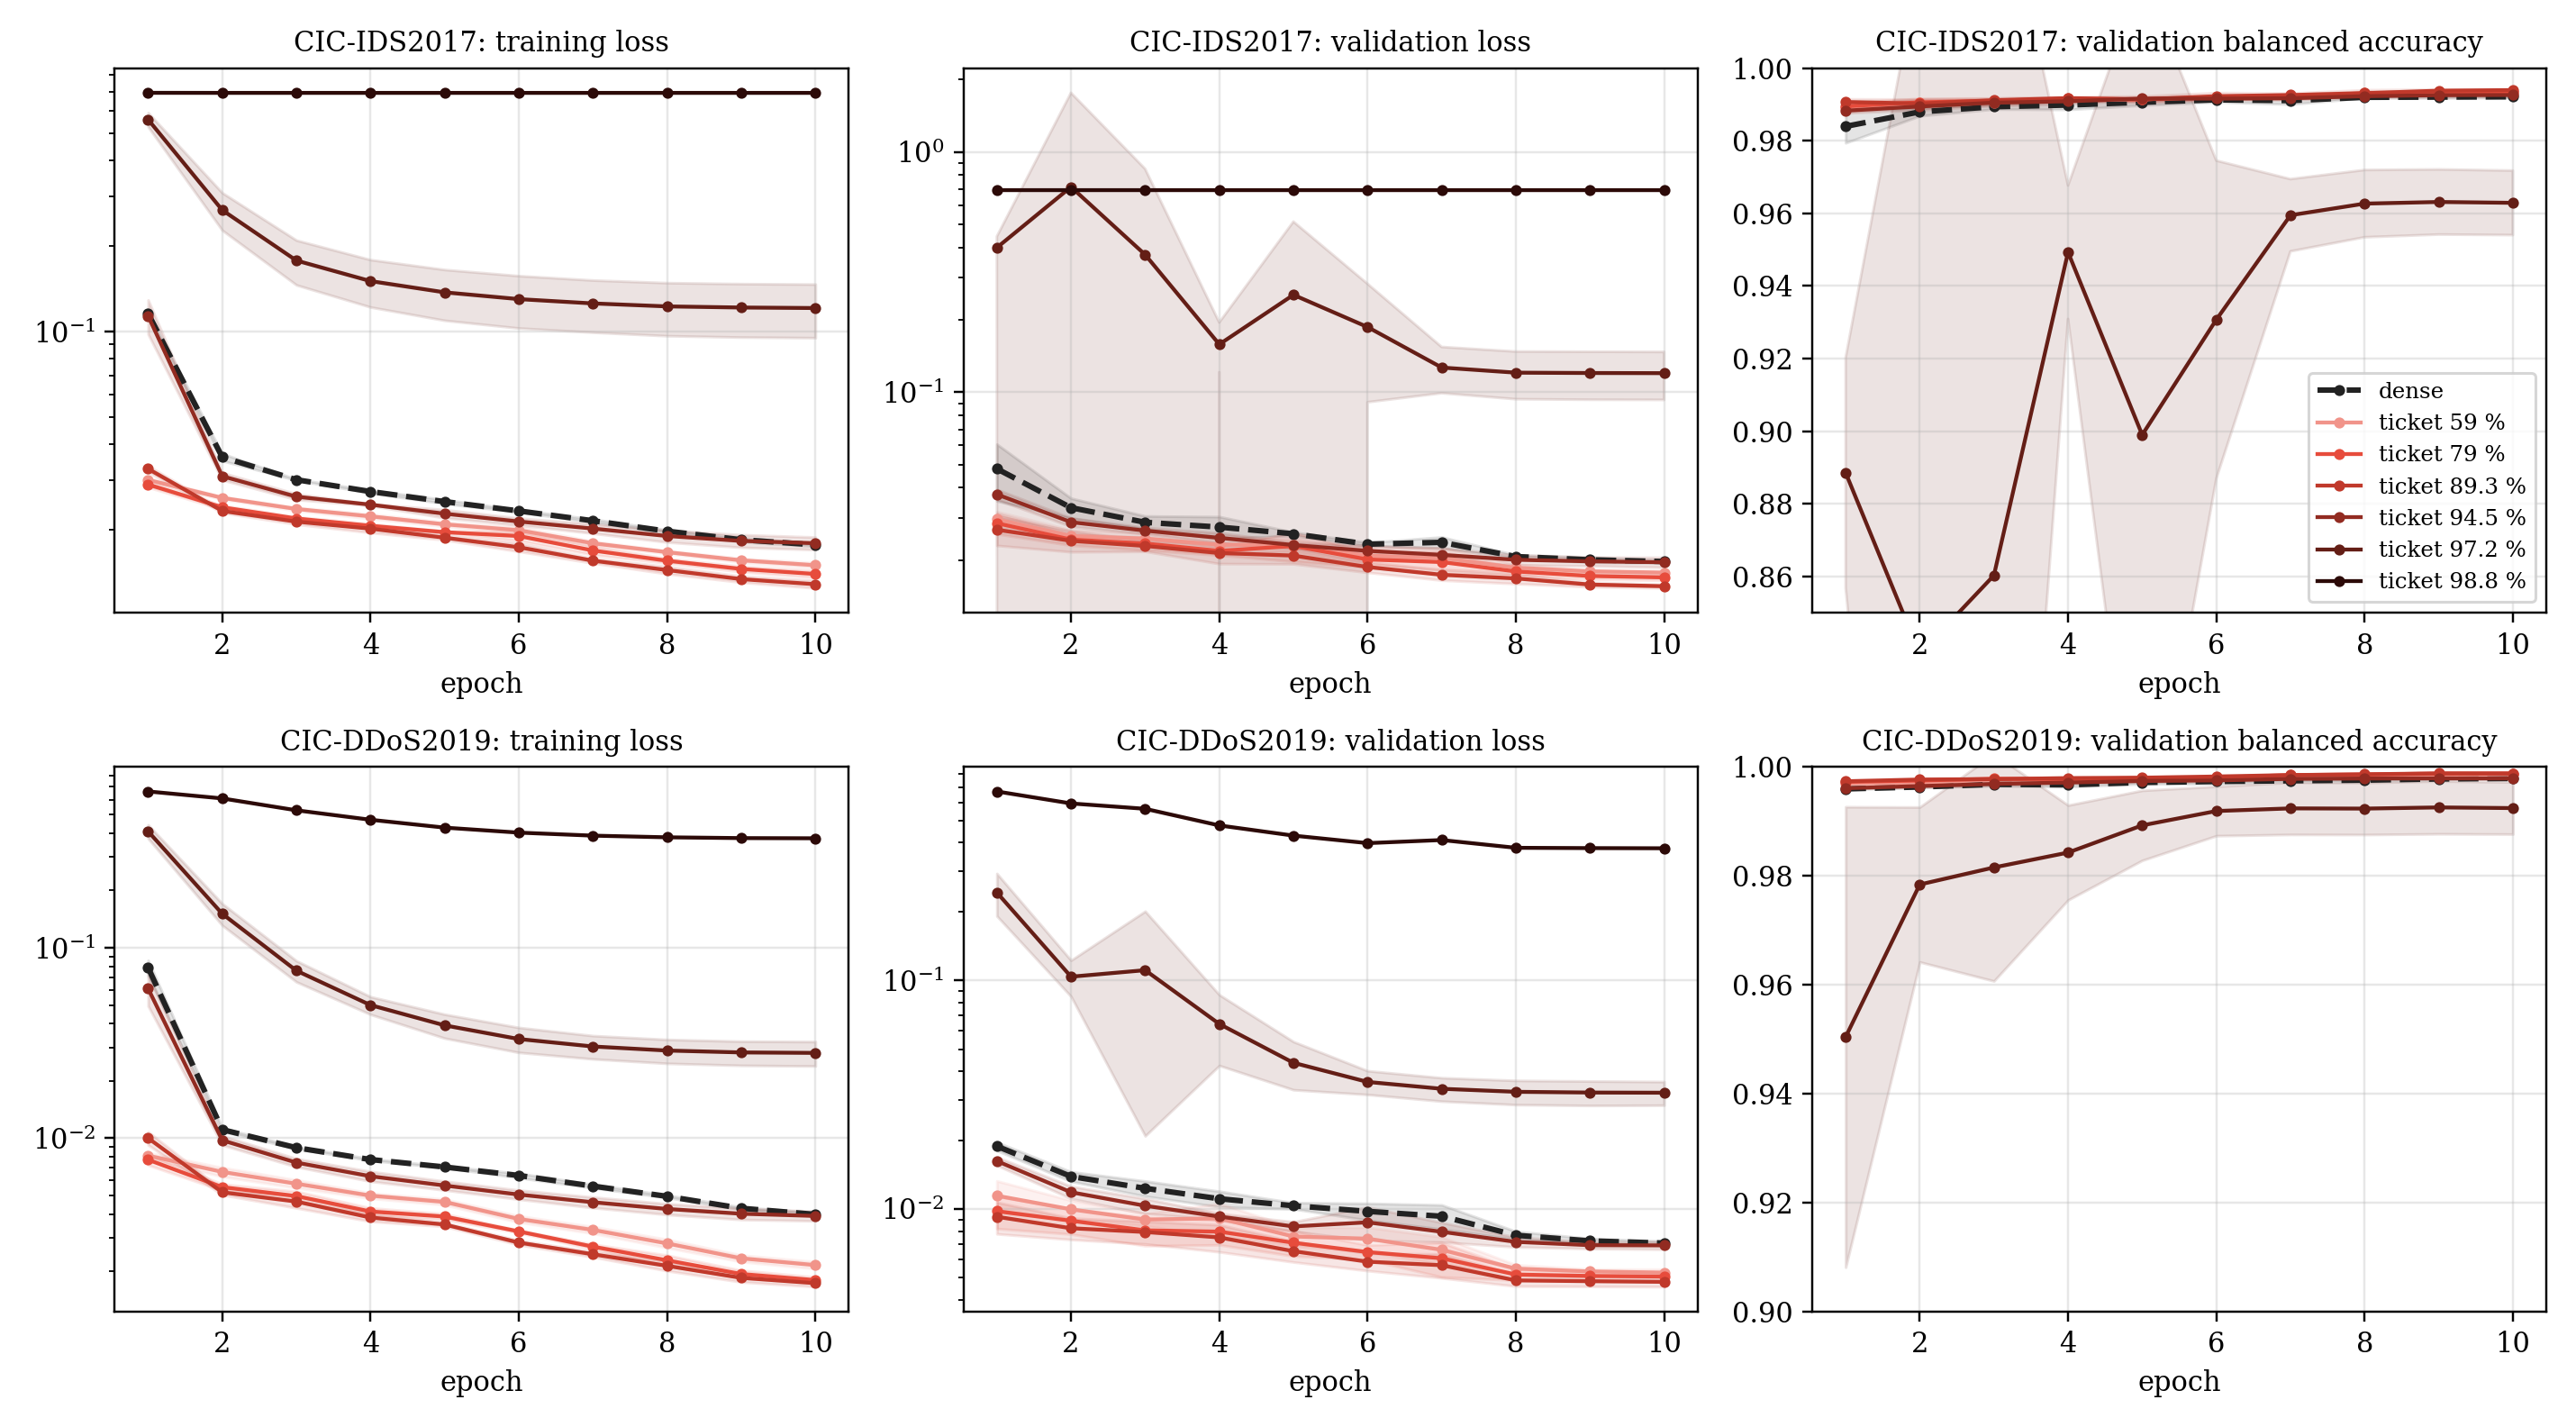 CIC-IDS2017: training loss
10⁻¹
2 4 6 8 10
epoch
CIC-IDS2017: validation loss
10⁰
10⁻¹
2 4 6 8 10
epoch
CIC-IDS2017: validation balanced accuracy
1.00
0.98
0.96
0.94
0.92
0.90
0.88
0.86
dense
ticket 59 %
ticket 79 %
ticket 89.3 %
ticket 94.5 %
ticket 97.2 %
ticket 98.8 %
2 4 6 8 10
epoch
CIC-DDoS2019: training loss
10⁻¹
10⁻²
2 4 6 8 10
epoch
CIC-DDoS2019: validation loss
10⁻¹
10⁻²
2 4 6 8 10
epoch
CIC-DDoS2019: validation balanced accuracy
1.00
0.98
0.96
0.94
0.92
0.90
2 4 6 8 10
epoch